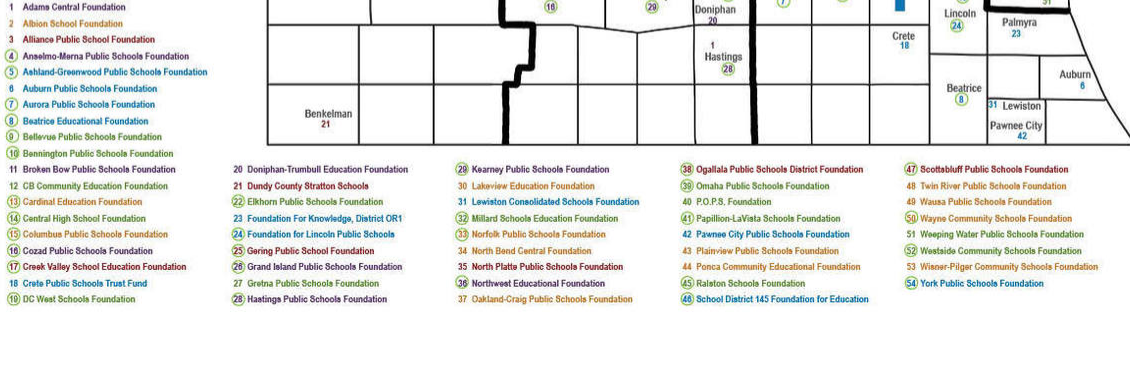 1 Adams Central Foundation
2 Albion School Foundation
3 Alliance Public School Foundation
4 Anselmo-Merna Public Schools Foundation
5 Ashland-Greenwood Public Schools Foundation
6 Auburn Public Schools Foundation
7 Aurora Public Schools Foundation
8 Beatrice Educational Foundation
9 Bellevue Public Schools Foundation
10 Bennington Public Schools Foundation
11 Broken Bow Public Schools Foundation
12 CB Community Education Foundation
13 Cardinal Education Foundation
14 Central High School Foundation
15 Columbus Public Schools Foundation
16 Cozad Public Schools Foundation
17 Creek Valley School Education Foundation
18 Crete Public Schools Trust Fund
19 DC West Schools Foundation
16
29
Doniphan
20
7
31
Lincoln
24
Palmyra
23
Crete
18
1
Hastings
28
Auburn
6
Beatrice
8
31 Lewiston
Pawnee City
42
Benkelman
21
20 Doniphan-Trumbull Education Foundation
21 Dundy County Stratton Schools
22 Elkhorn Public Schools Foundation
23 Foundation For Knowledge, District OR1
24 Foundation for Lincoln Public Schools
25 Gering Public Schools Foundation
26 Grand Island Public Schools Foundation
27 Gretna Public Schools Foundation
28 Hastings Public Schools Foundation
29 Kearney Public Schools Foundation
30 Lakeview Education Foundation
31 Lewiston Consolidated Schools Foundation
32 Millard Schools Education Foundation
33 Norfolk Public Schools Foundation
34 North Bend Central Foundation
35 North Platte Public Schools Foundation
36 Northwest Educational Foundation
37 Oakland-Craig Public Schools Foundation
38 Ogallala Public Schools District Foundation
39 Omaha Public Schools Foundation
40 P.O.P.S. Foundation
41 Papillion-LaVista Schools Foundation
42 Pawnee City Public Schools Foundation
43 Plainview Public Schools Foundation
44 Ponca Community Educational Foundation
45 Ralston Schools Foundation
46 School District 145 Foundation for Education
47 Scottsbluff Public Schools Foundation
48 Twin River Public Schools Foundation
49 Wausa Public Schools Foundation
50 Wayne Community Schools Foundation
51 Weeping Water Public Schools Foundation
52 Westside Community Schools Foundation
53 Wisner-Pilger Community Schools Foundation
54 York Public Schools Foundation